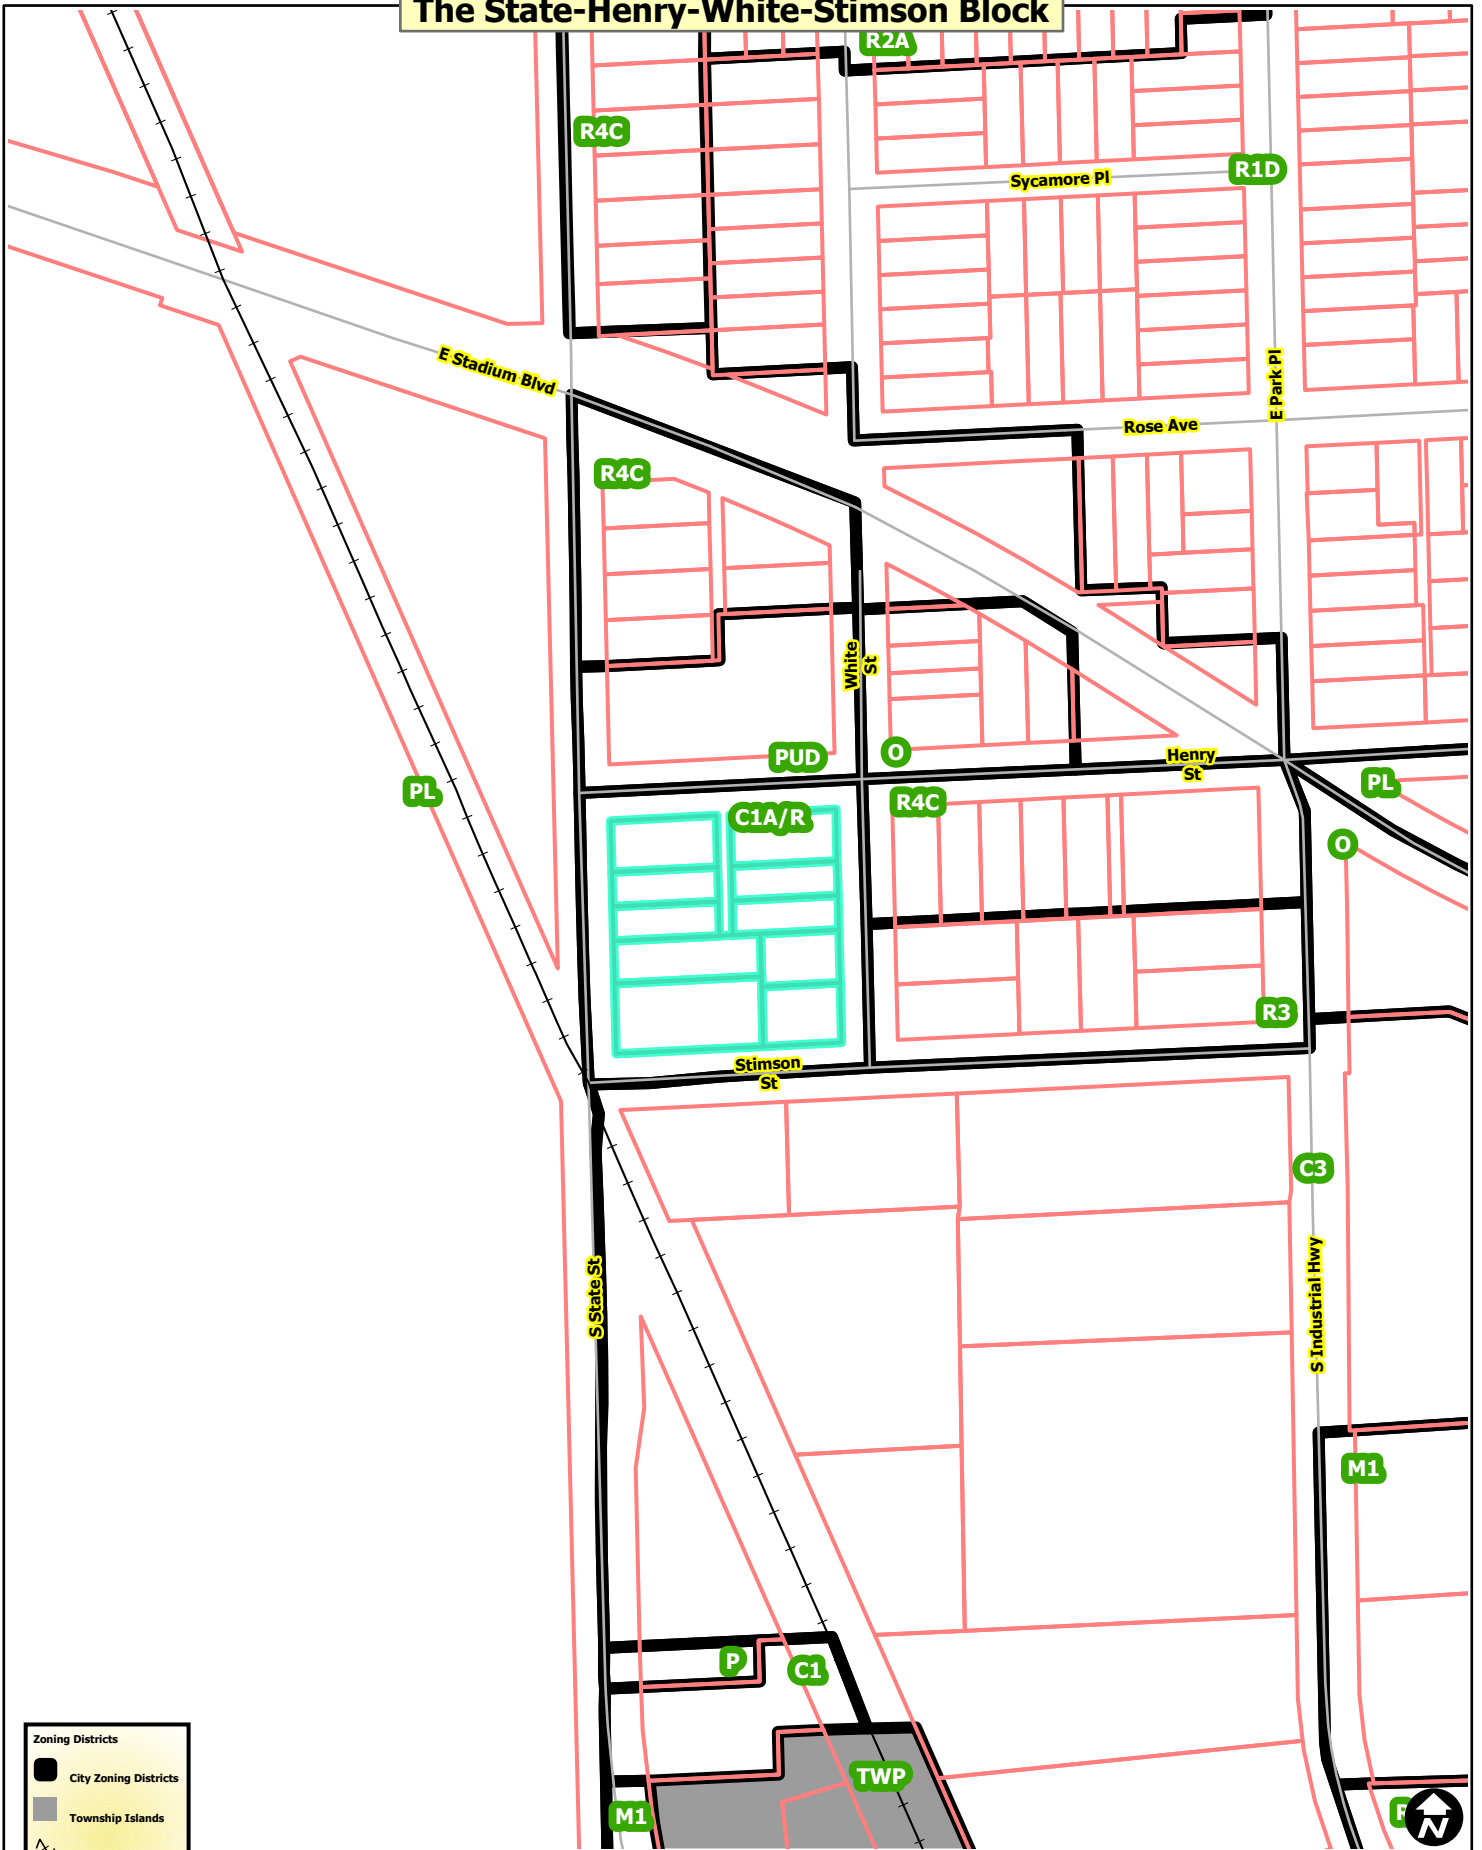 The State-Henry-White-Stimson Block
R2A
R4C
R1D
Sycamore Pl
E Stadium Blvd
E Park Pl
Rose Ave
R4C
White
St
PUD
O
Henry
St
PL
PL
C1A/R
R4C
O
R3
Stimson
St
C3
S State St
S Industrial Hwy
M1
P
C1
TWP
M1
Zoning Districts
City Zoning Districts
Township Islands
N